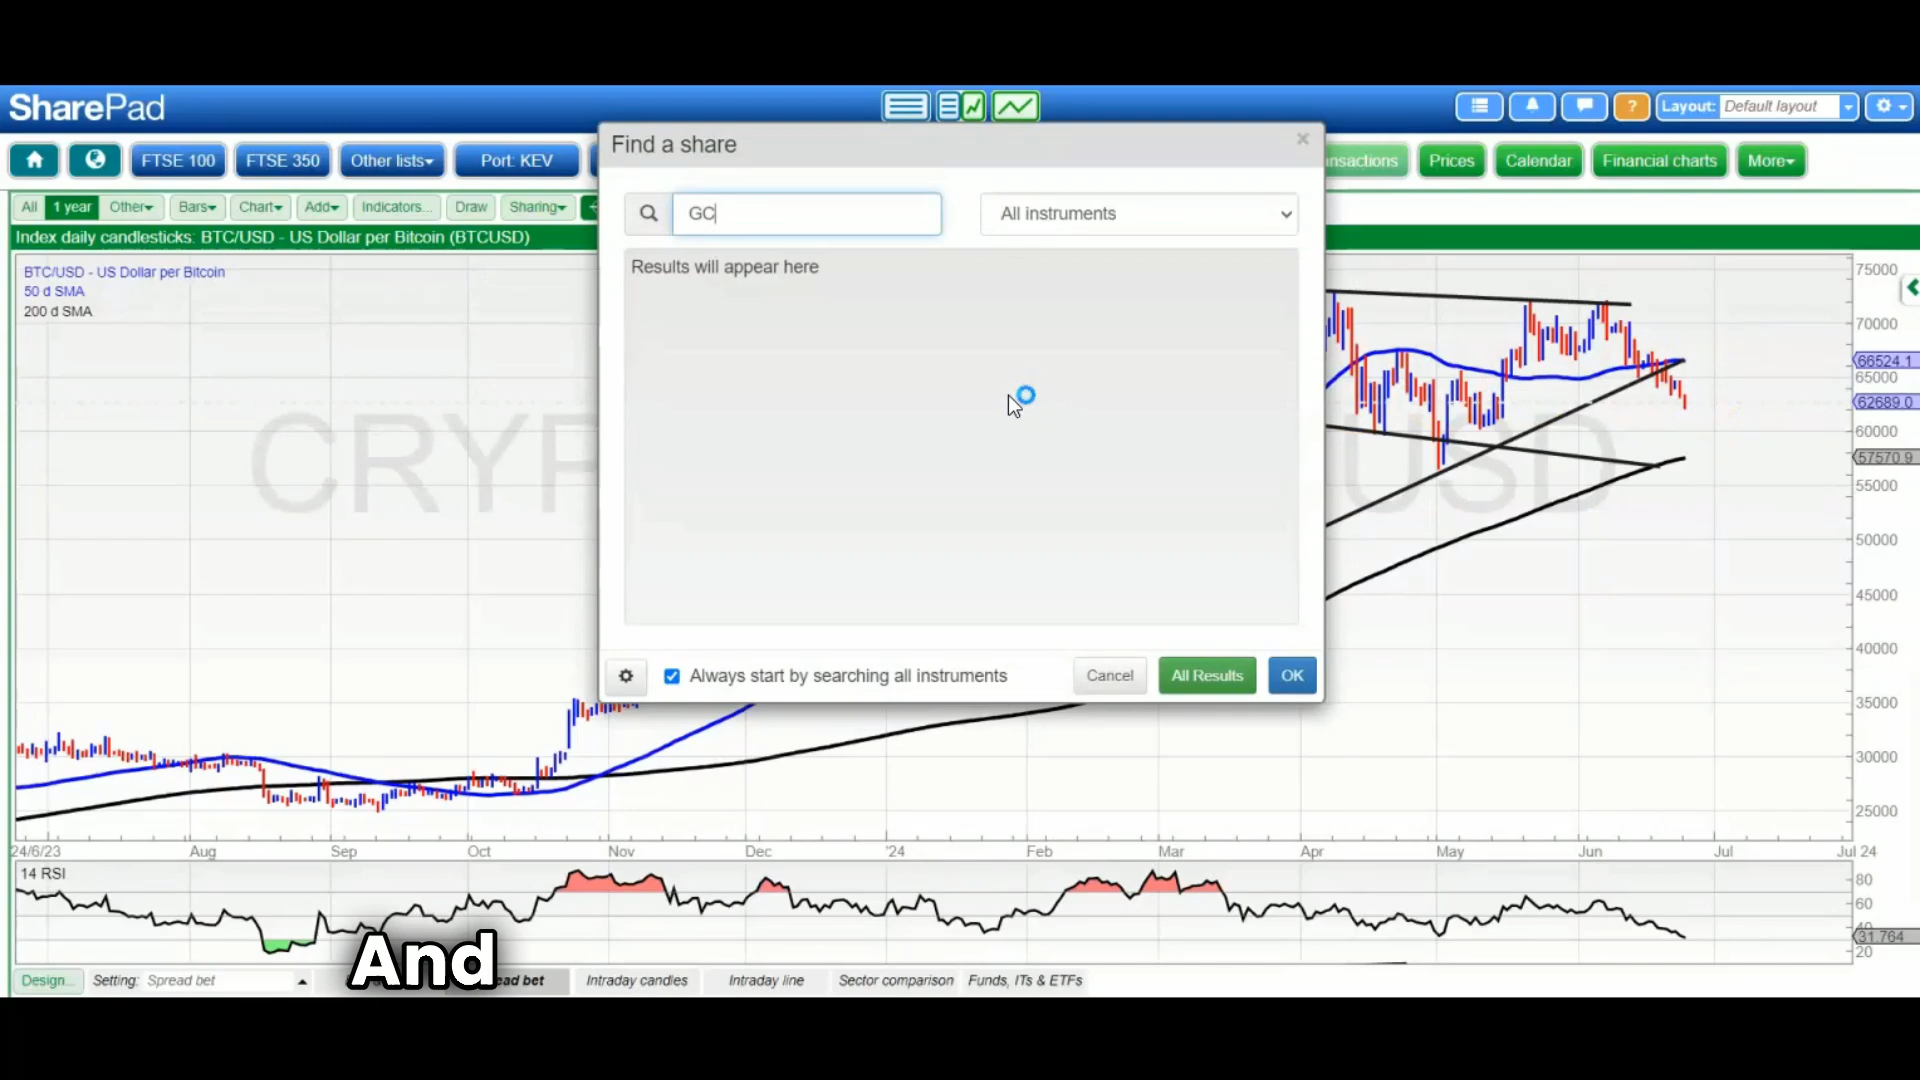 SharePad
Layout: Default layout
FTSE 100 FTSE 350 Other lists Port: KEV
Prices Calendar Financial charts More
Find a share
GC
All instruments
Results will appear here
Always start by searching all instruments
Cancel All Results OK
All 1 year Other Bars Chart Add Indicators... Draw Sharing
Index daily candlesticks: BTC/USD - US Dollar per Bitcoin (BTCUSD)
BTC/USD - US Dollar per Bitcoin
50 d SMA
200 d SMA
75000
70000
66524.1
65000
62689.0
60000
57570.9
55000
50000
45000
40000
35000
30000
25000
24/6/23 Aug Sep Oct Nov Dec '24 Feb Mar Apr May Jun Jul Jul 24
14 RSI
80
60
40
31.764
20
And
Design... Setting: Spread bet
Intraday candles Intraday line Sector comparison Funds, ITs & ETFs